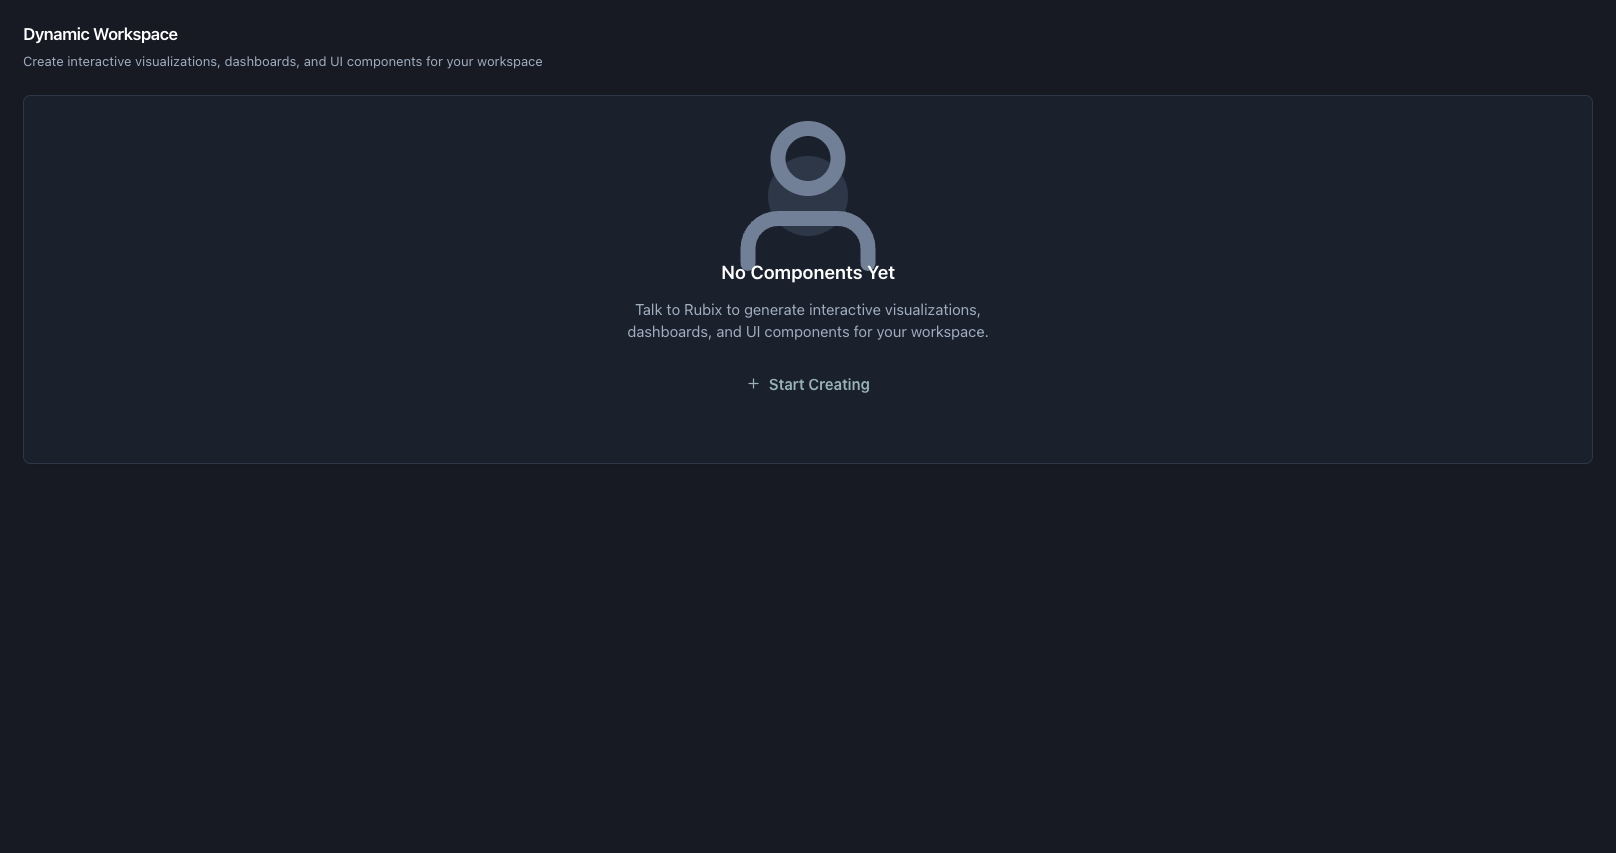 Dynamic Workspace
Create interactive visualizations, dashboards, and UI components for your workspace
No Components Yet
Talk to Rubix to generate interactive visualizations,
dashboards, and UI components for your workspace.
+ Start Creating